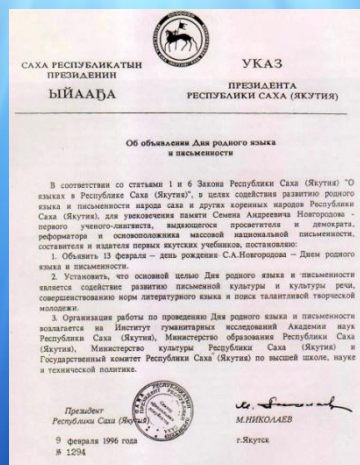 САХА РЕСПУБЛИКАТЫН
ПРЕЗИДЕНИН
ЫЙААҔА
УКАЗ
ПРЕЗИДЕНТА
РЕСПУБЛИКИ САХА (ЯКУТИЯ)
Об объявлении Дня родного языка
и письменности
В соответствии со статьями 1 и 6 Закона Республики Саха (Якутия) "О
языках в Республике Саха (Якутия)", в целях содействия развитию родного
языка и письменности народа саха и других коренных народов Республики
Саха (Якутия), для увековечения памяти Семена Андреевича Новгородова -
первого ученого-лингвиста, выдающегося просветителя и демократа,
реформатора и основоположника массовой национальной письменности,
составителя и издателя первых якутских учебников, постановляю:
1. Объявить 13 февраля — день рождения С.А.Новгородова — Днем родного
языка и письменности.
2. Установить, что основной целью Дня родного языка и письменности
является содействие развитию письменной культуры и культуры речи,
совершенствованию норм литературного языка и поиск талантливой творческой
молодежи.
3. Организация работы по проведению Дня родного языка и письменности
возлагается на Институт гуманитарных исследований Академии наук
Республики Саха (Якутия), Министерство образования Республики Саха
(Якутия), Министерство культуры Республики Саха (Якутия) и
Государственный комитет Республики Саха (Якутия) по высшей школе, науке
и технической политике.
Президент
Республики Саха (Якутия)
М.НИКОЛАЕВ
9 февраля 1996 года
г.Якутск
№ 1294